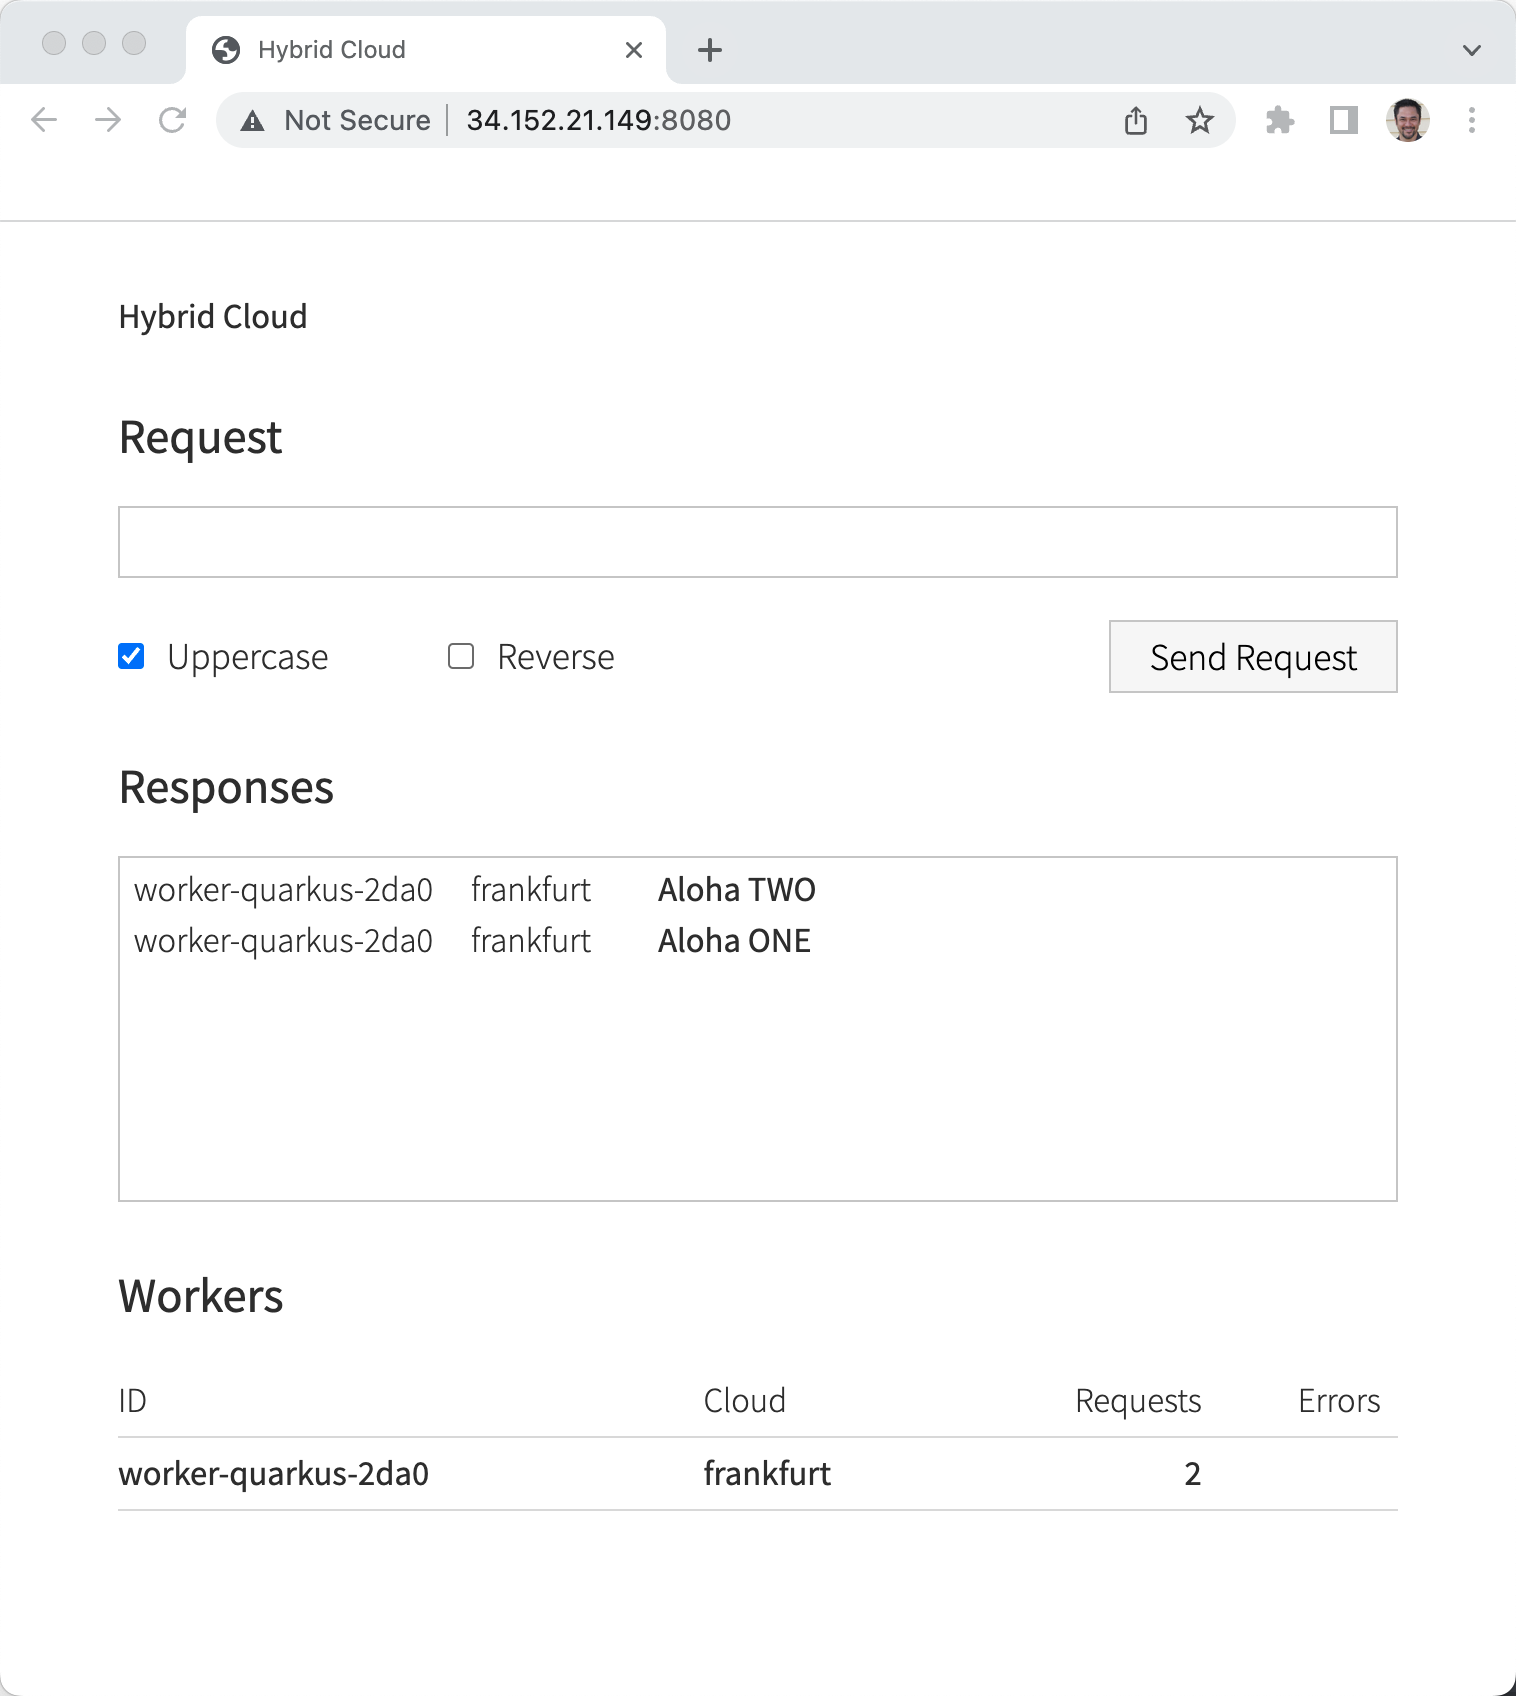 Hybrid Cloud
Not Secure 34.152.21.149:8080
Hybrid Cloud
Request
Uppercase Reverse Send Request
Responses
worker-quarkus-2da0 frankfurt Aloha TWO
worker-quarkus-2da0 frankfurt Aloha ONE
Workers
ID Cloud Requests Errors
worker-quarkus-2da0 frankfurt 2